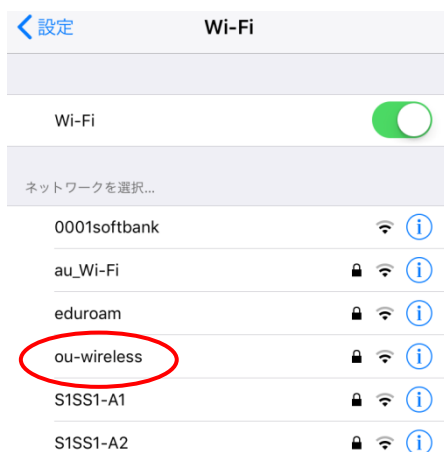 設定 Wi-Fi
Wi-Fi
ネットワークを選択...
0001softbank
au_Wi-Fi
eduroam
ou-wireless
S1SS1-A1
S1SS1-A2